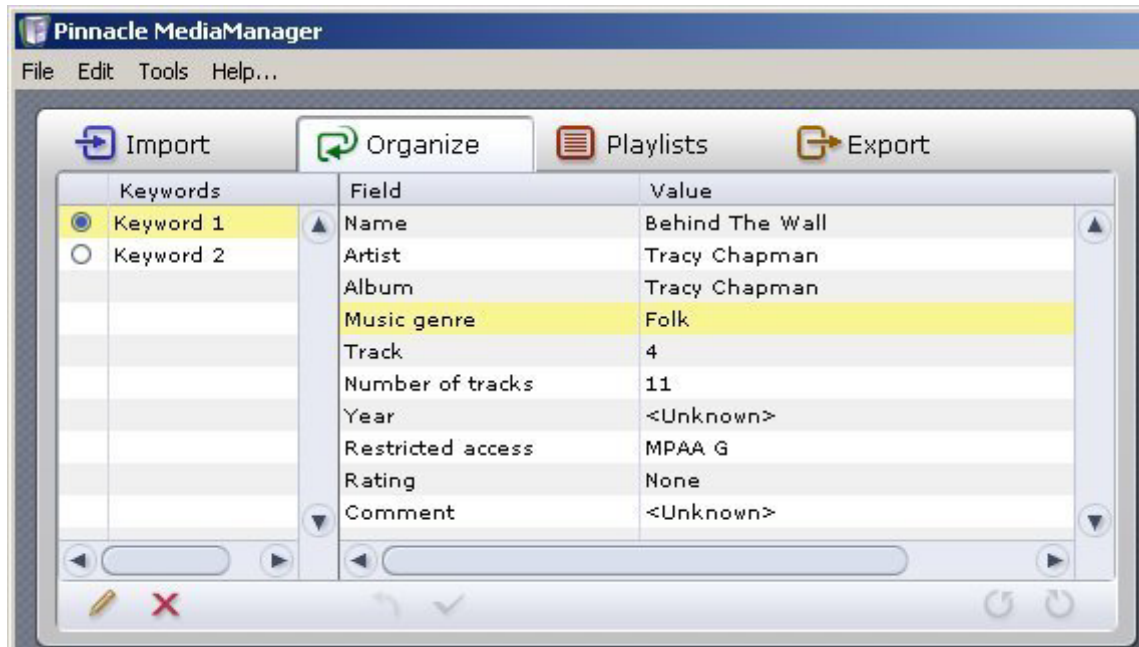 Pinnacle MediaManager
File Edit Tools Help...
Import Organize Playlists Export
Keywords Field Value
Keyword 1 Name Behind The Wall
Keyword 2 Artist Tracy Chapman
Album Tracy Chapman
Music genre Folk
Track 4
Number of tracks 11
Year <Unknown>
Restricted access MPAA G
Rating None
Comment <Unknown>